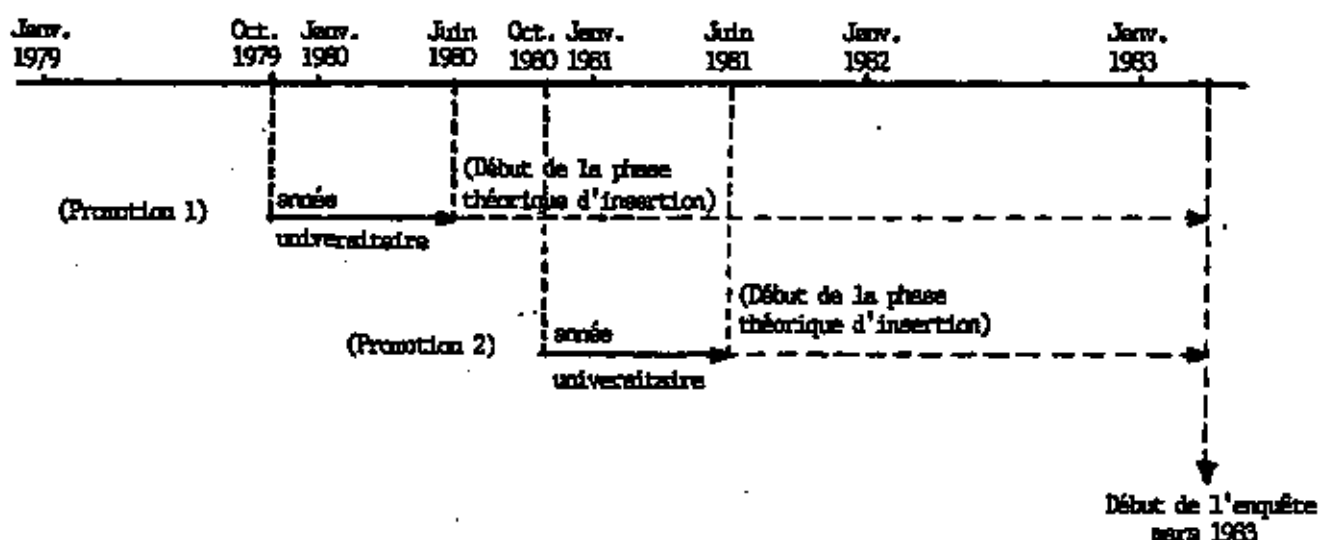 Janv. Oct. Janv. Juin Oct. Janv. Juin Janv. Janv.
1979 1979 1980 1980 1980 1981 1981 1982 1983
(Début de la phase
théorique d'insertion)
(Promotion 1)
année
universitaire
(Début de la phase
théorique d'insertion)
(Promotion 2)
année
universitaire
Début de l'enquête
mars 1983